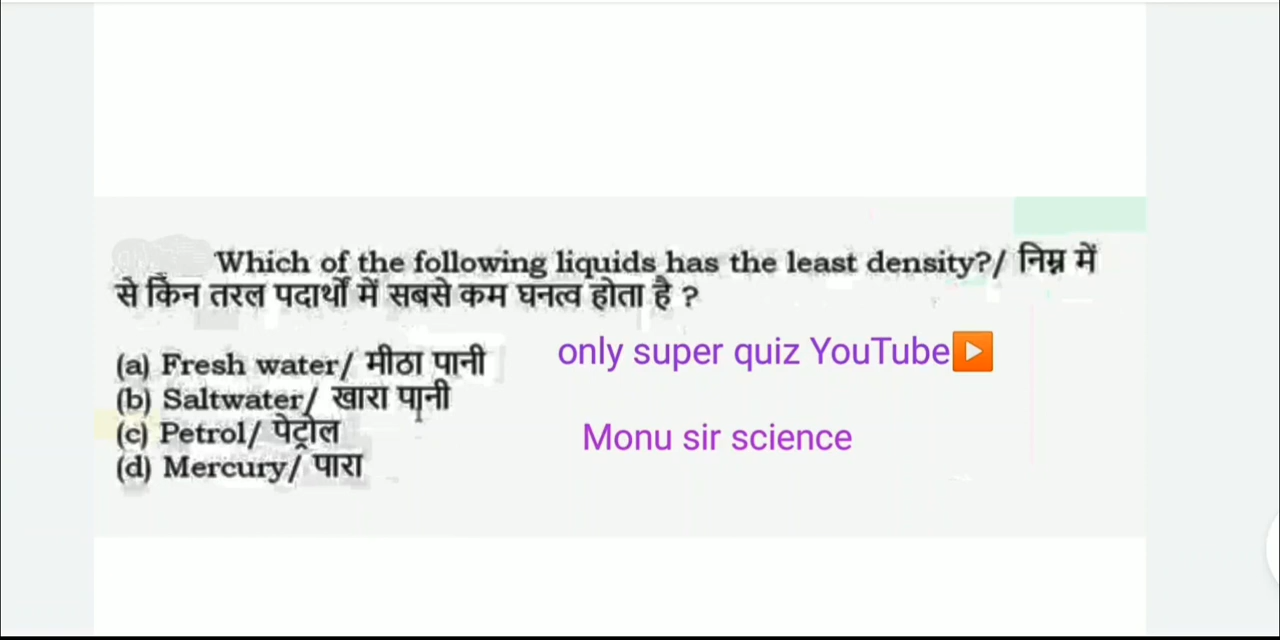 Which of the following liquids has the least density?/ निम्न में
से किन तरल पदार्थों में सबसे कम घनत्व होता है ?
(a) Fresh water/ मीठा पानी
(b) Saltwater/ खारा पानी
(c) Petrol/ पेट्रोल
(d) Mercury/ पारा
only super quiz YouTube
Monu sir science